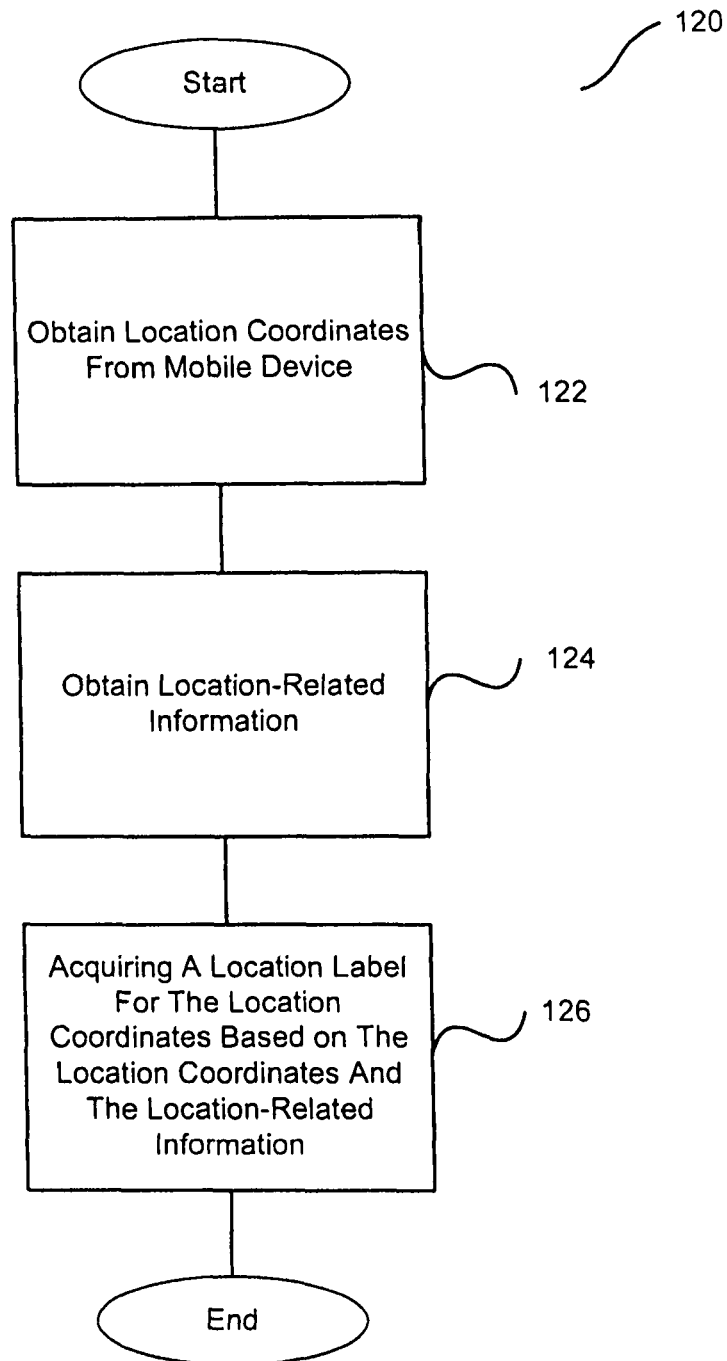 120
Start
Obtain Location Coordinates
From Mobile Device
122
Obtain Location-Related
Information
124
Acquiring A Location Label
For The Location
Coordinates Based on The
Location Coordinates And
The Location-Related
Information
126
End